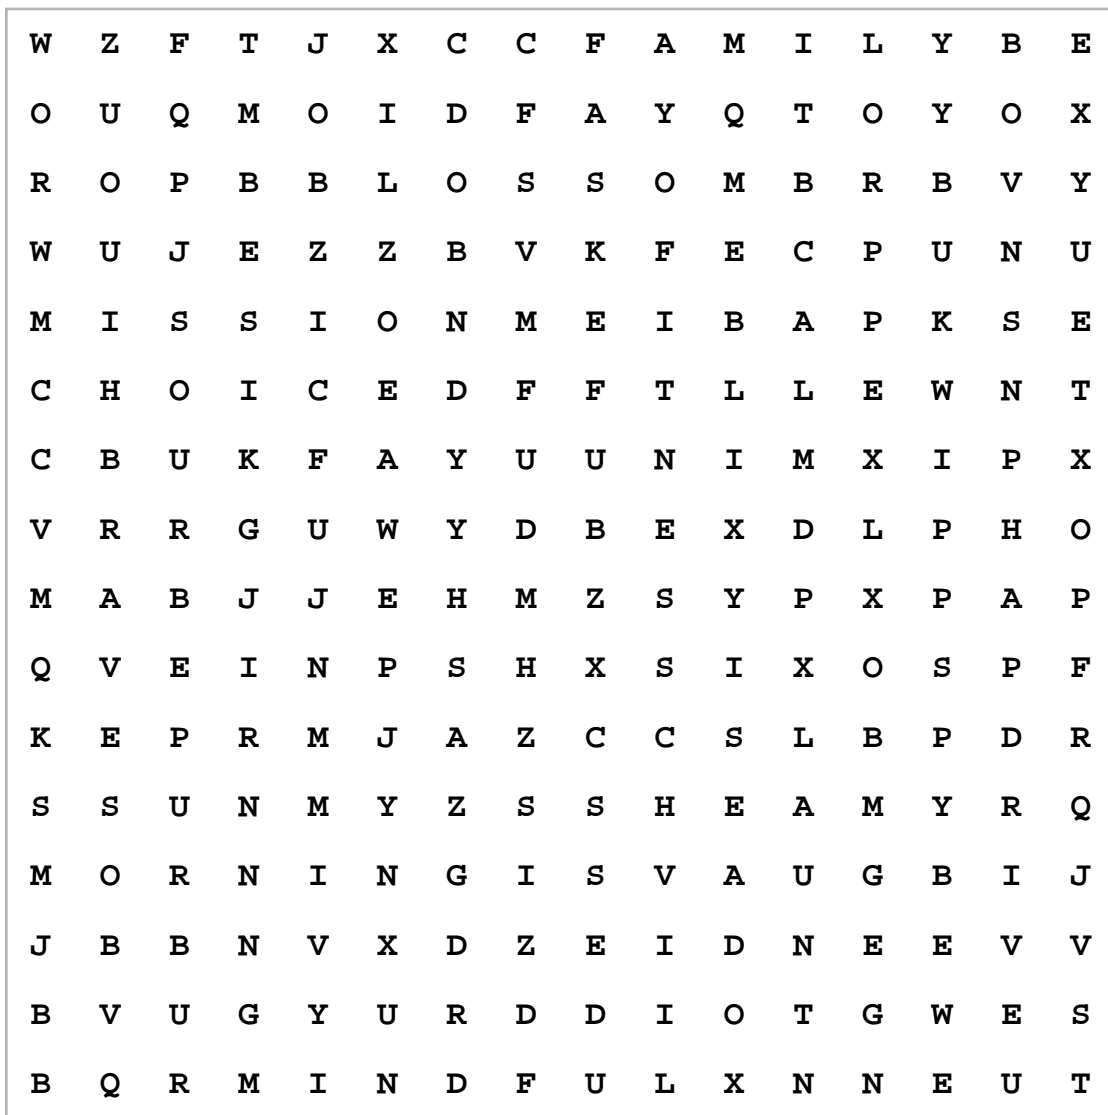 W Z F T J X C C F A M I L Y B E
O U Q M O I D F A Y Q T O Y O X
R O P B B L O S S O M B R B V Y
W U J E Z Z B V K F E C P U N U
M I S S I O N M E I B A P K S E
C H O I C E D F F T L L E W N T
C B U K F A Y U U N I M X I P X
V R R G U W Y D B E X D L P H O
M A B J J E H M Z S Y P X P A P
Q V E I N P S H X S I X O S P F
K E P R M J A Z C C S L B P D R
S S U N M Y Z S S H E A M Y R Q
M O R N I N G I S V A U G B I J
J B B N V X D Z E I D N E E V V
B V U G Y U R D D I O T G W E S
B Q R M I N D F U L X N N E U T